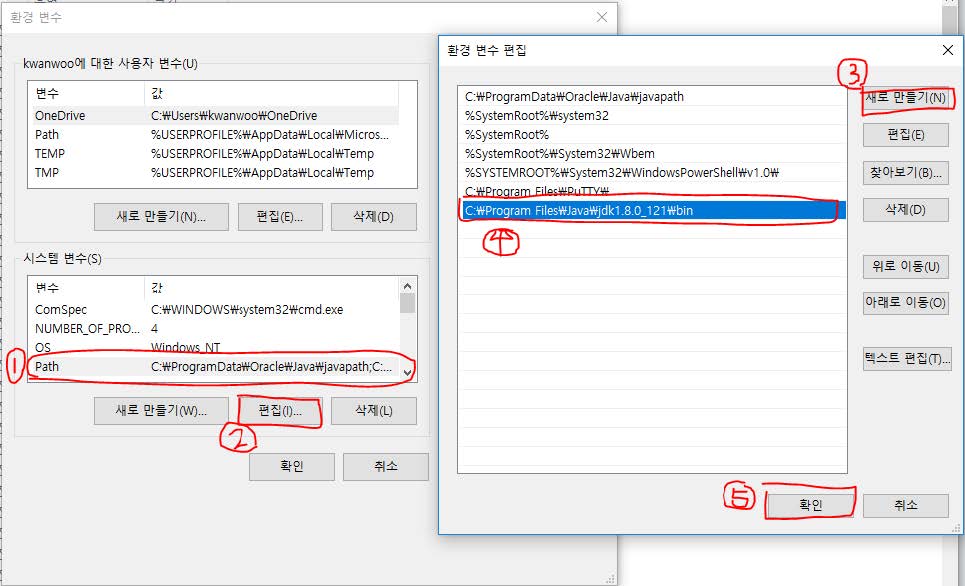 환경 변수
kwanwoo에 대한 사용자 변수(U)
변수 값
OneDrive C:₩Users₩kwanwoo₩OneDrive
Path %USERPROFILE%₩AppData₩Local₩Micros...
TEMP %USERPROFILE%₩AppData₩Local₩Temp
TMP %USERPROFILE%₩AppData₩Local₩Temp
새로 만들기(N)... 편집(E)... 삭제(D)
시스템 변수(S)
변수 값
ComSpec C:₩WINDOWS₩system32₩cmd.exe
NUMBER_OF_PRO... 4
OS Windows_NT
① Path C:₩ProgramData₩Oracle₩Java₩javapath;C:...
새로 만들기(W)... 편집(I)... 삭제(L)
②
확인 취소
환경 변수 편집
③
C:₩ProgramData₩Oracle₩Java₩javapath
%SystemRoot%₩system32
%SystemRoot%
%SystemRoot%₩System32₩Wbem
%SYSTEMROOT%₩System32₩WindowsPowerShell₩v1.0₩
C:₩Program Files₩PuTTY₩
C:₩Program Files₩Java₩jdk1.8.0_121₩bin
④
새로 만들기(N)
편집(E)
찾아보기(B)...
삭제(D)
위로 이동(U)
아래로 이동(O)
텍스트 편집(T)...
⑤ 확인 취소